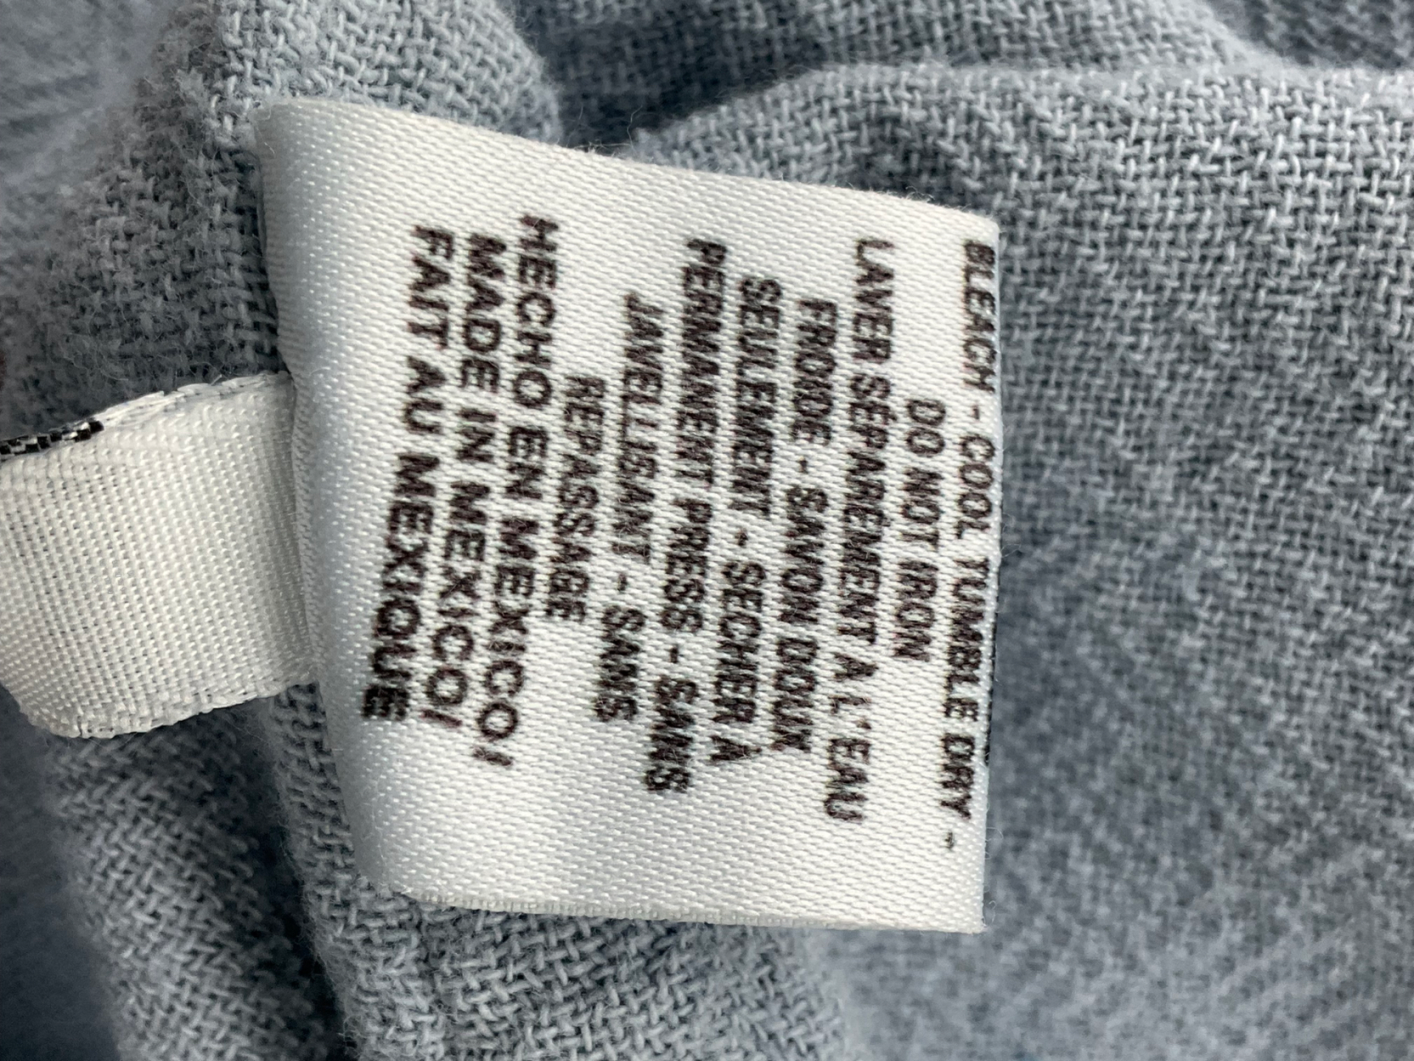 BLEACH - COOL TUMBLE DRY -
DO NOT IRON
LAVER SÉPARÉMENT À L'EAU
FROIDE - SAVON DOUX
SEULEMENT - SECHER À
PERMANENT PRESS - SANS
JAVELLISANT - SANS
REPASSAGE
HECHO EN MEXICO/
MADE IN MEXICO/
FAIT AU MEXIQUE